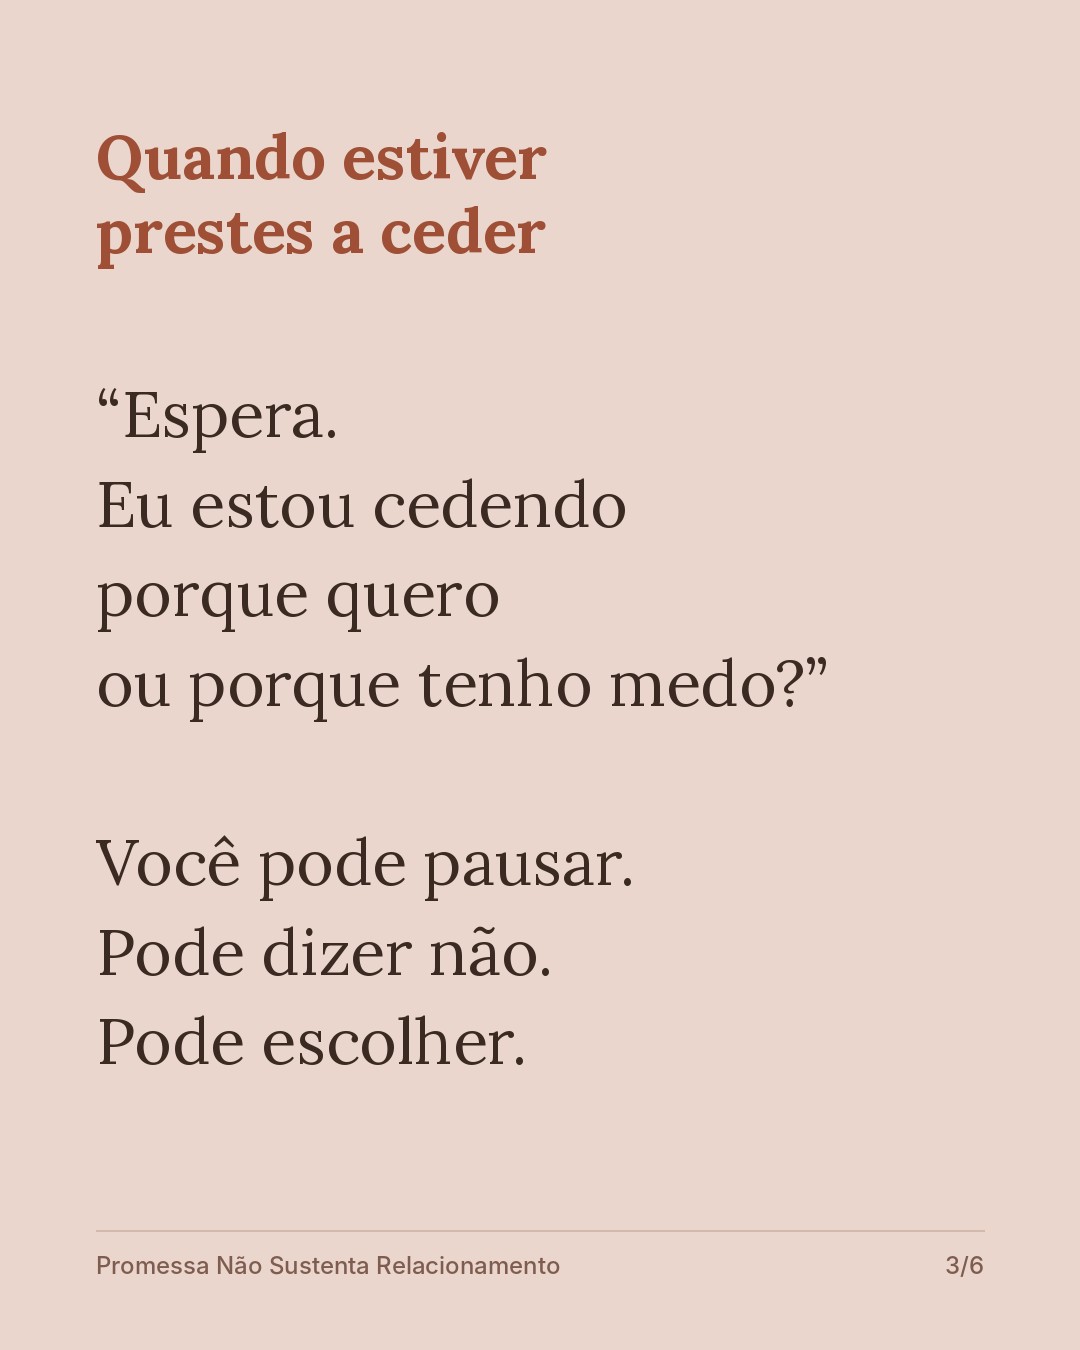 Quando estiver
prestes a ceder
“Espera.
Eu estou cedendo
porque quero
ou porque tenho medo?”
Você pode pausar.
Pode dizer não.
Pode escolher.
Promessa Não Sustenta Relacionamento
3/6